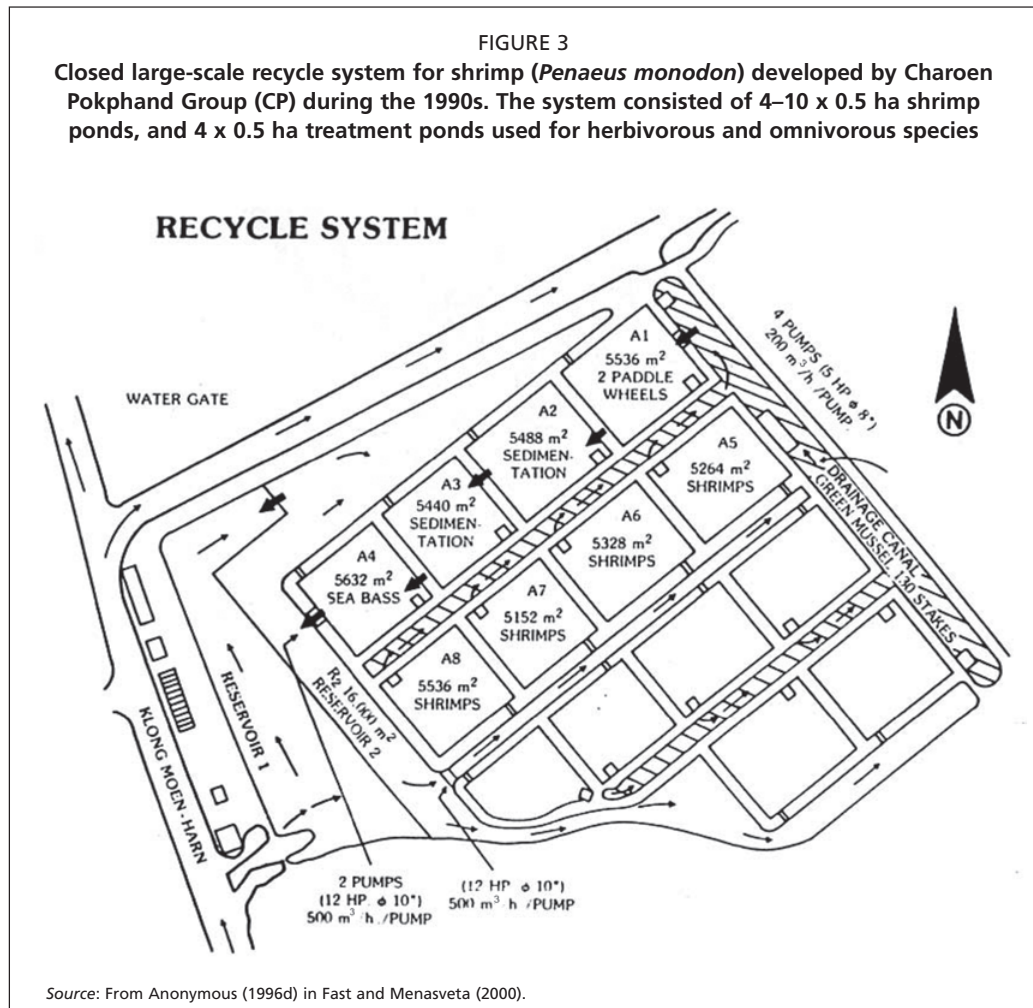 FIGURE 3
Closed large-scale recycle system for shrimp (Penaeus monodon) developed by Charoen
Pokphand Group (CP) during the 1990s. The system consisted of 4–10 x 0.5 ha shrimp
ponds, and 4 x 0.5 ha treatment ponds used for herbivorous and omnivorous species
RECYCLE SYSTEM
WATER GATE
A1
5536 m²
2 PADDLE
WHEELS
4 PUMPS (5 HP ϕ 8")
200 m³/h /PUMP.
N
A2
5488 m²
SEDIMEN-
TATION
A5
5264 m²
SHRIMPS
A3
5440 m²
SEDIMEN-
TATION
A6
5328 m²
SHRIMPS
DRAINAGE CANAL
GREEN MUSSEL 130 STAKES
A4
5632 m²
SEA BASS
A7
5152 m²
SHRIMPS
A8
5536 m²
SHRIMPS
R2 16.000 m²
RESERVOIR 2
RESERVOIR 1
KLONG MOEN-HARN
2 PUMPS
(12 HP. ϕ 10")
500 m³/h./PUMP
(12 HP. ϕ 10")
500 m³/h /PUMP
Source: From Anonymous (1996d) in Fast and Menasveta (2000).